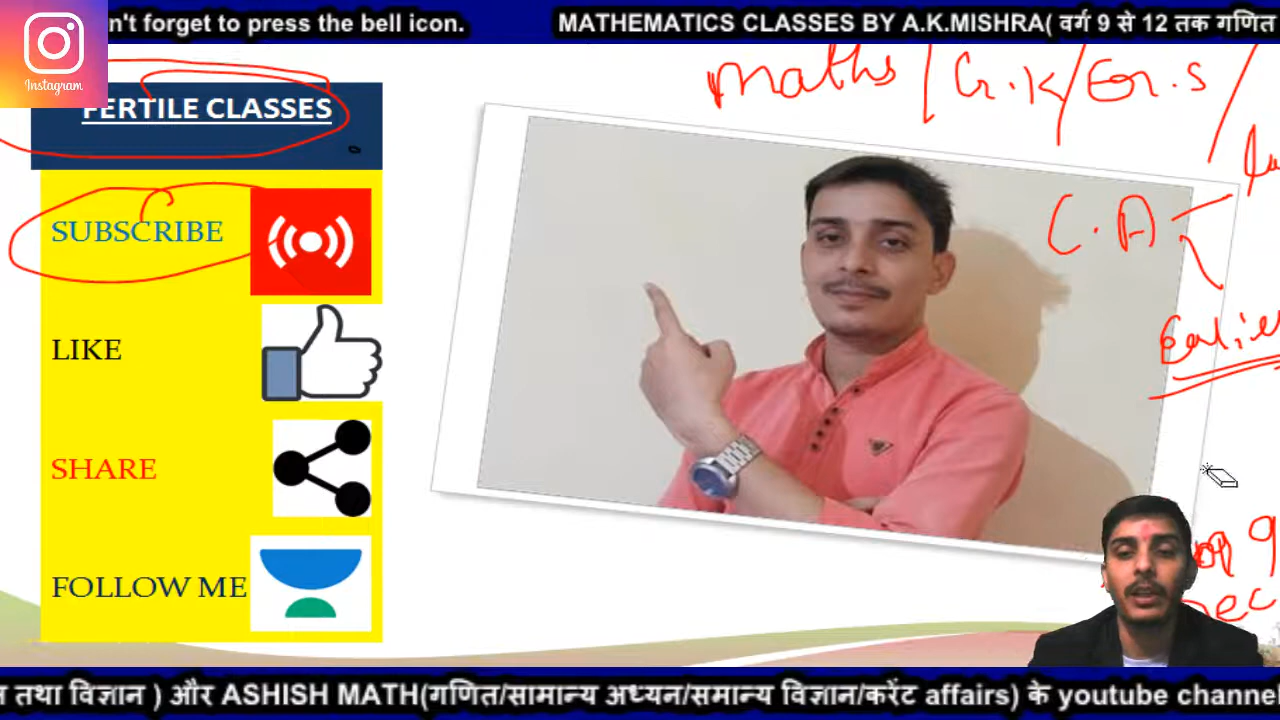 n't forget to press the bell icon.
MATHEMATICS CLASSES BY A.K.MISHRA( वर्ग 9 से 12 तक गणित
Instagram
FERTILE CLASSES
maths / G.K / G.S /
C.A
SUBSCRIBE
LIKE
SHARE
FOLLOW ME
तथा विज्ञान ) और ASHISH MATH(गणित/सामान्य अध्यन/समान्य विज्ञान/करेंट affairs) के youtube channel